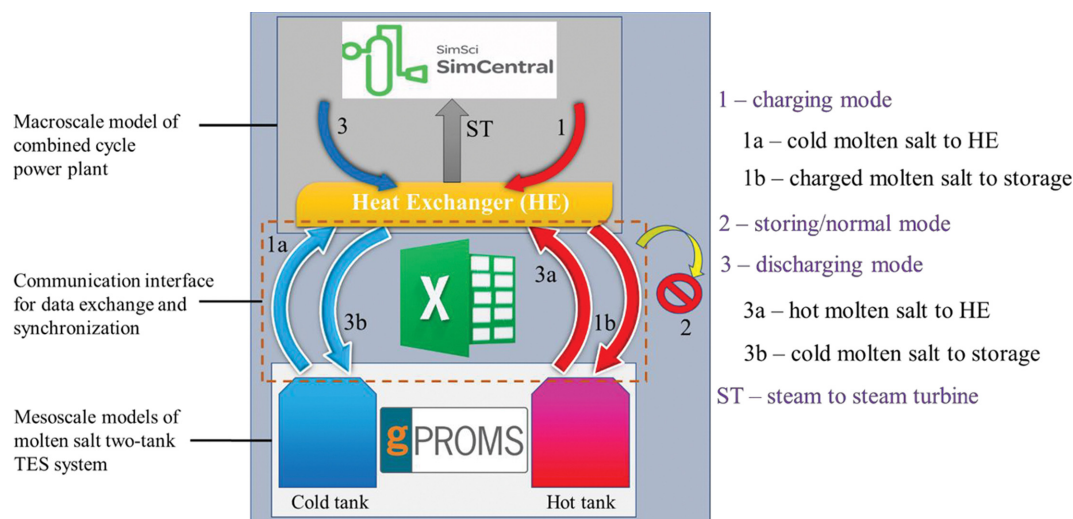 SimSci
SimCentral
Macroscale model of
combined cycle
power plant
3
ST
1
Heat Exchanger (HE)
1a
3b
X
3a
1b
2
Communication interface
for data exchange and
synchronization
Mesoscale models of
molten salt two-tank
TES system
gPROMS
Cold tank
Hot tank
1 – charging mode
1a – cold molten salt to HE
1b – charged molten salt to storage
2 – storing/normal mode
3 – discharging mode
3a – hot molten salt to HE
3b – cold molten salt to storage
ST – steam to steam turbine